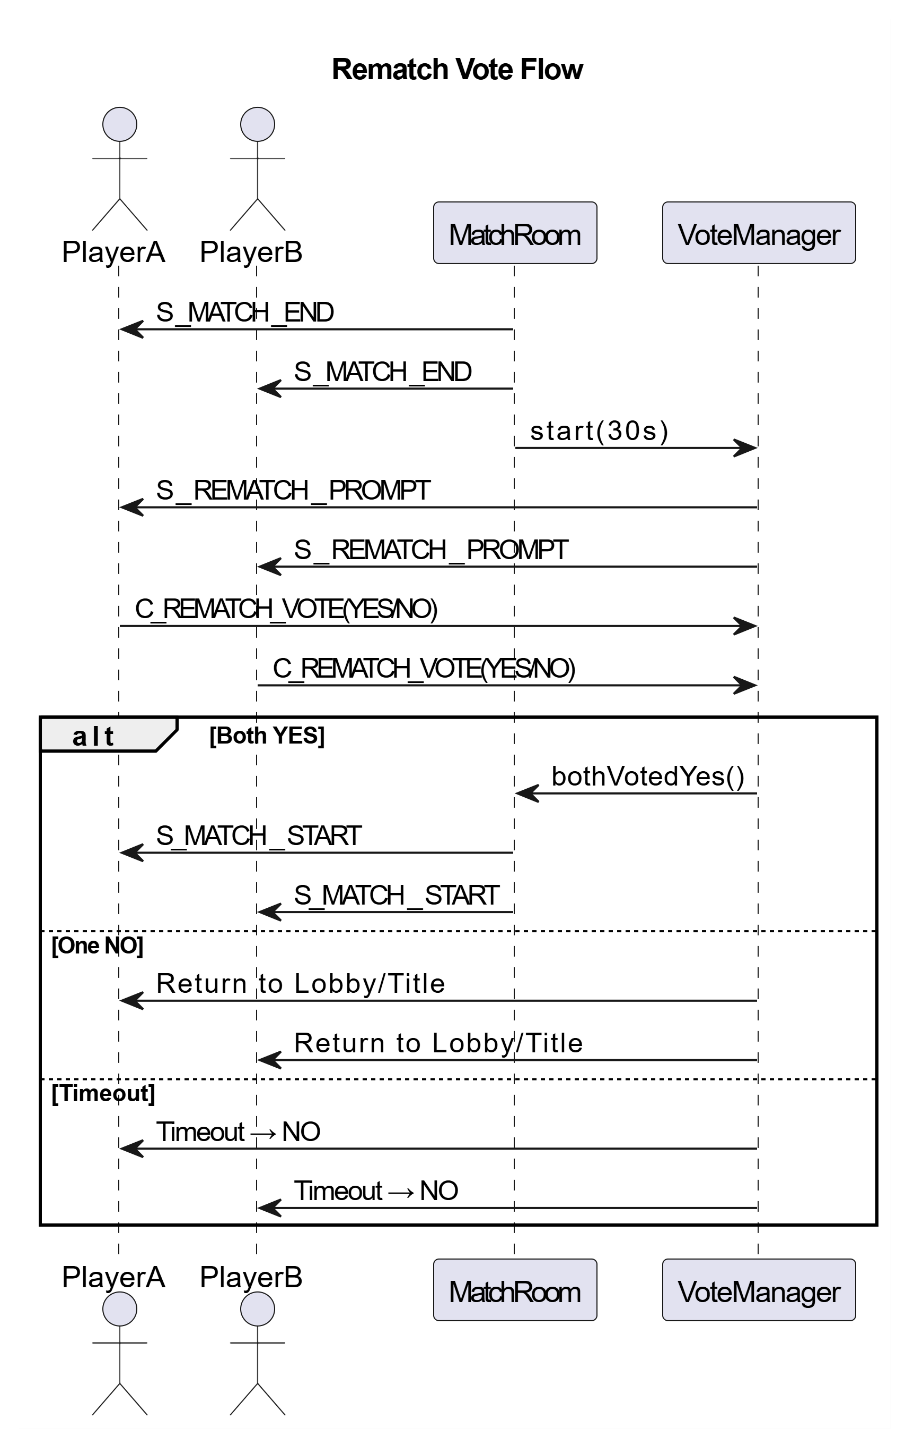 Rematch Vote Flow
PlayerA
PlayerB
MatchRoom
VoteManager
S_MATCH_END
S_MATCH_END
start(30s)
S_REMATCH_PROMPT
S_REMATCH_PROMPT
C_REMATCH_VOTE(YES/NO)
C_REMATCH_VOTE(YES/NO)
alt
[Both YES]
bothVotedYes()
S_MATCH_START
S_MATCH_START
[One NO]
Return to Lobby/Title
Return to Lobby/Title
[Timeout]
Timeout → NO
Timeout → NO
PlayerA
PlayerB
MatchRoom
VoteManager